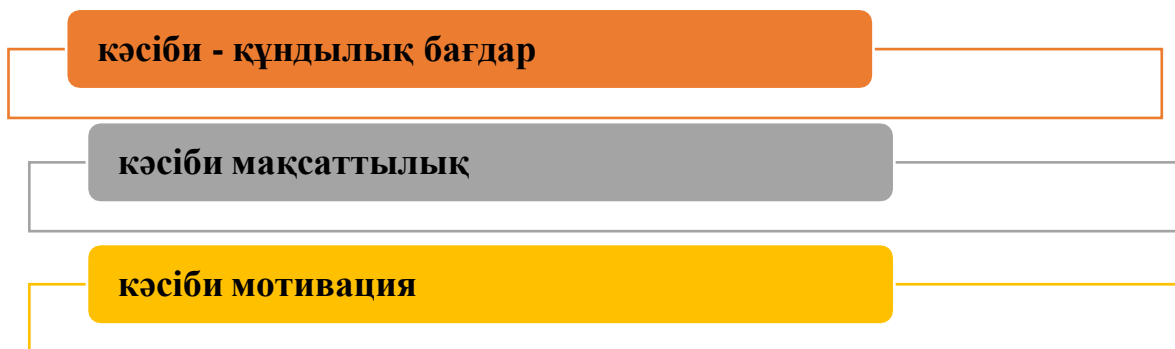 кәсіби - құндылық бағдар
кәсіби мақсаттылық
кәсіби мотивация